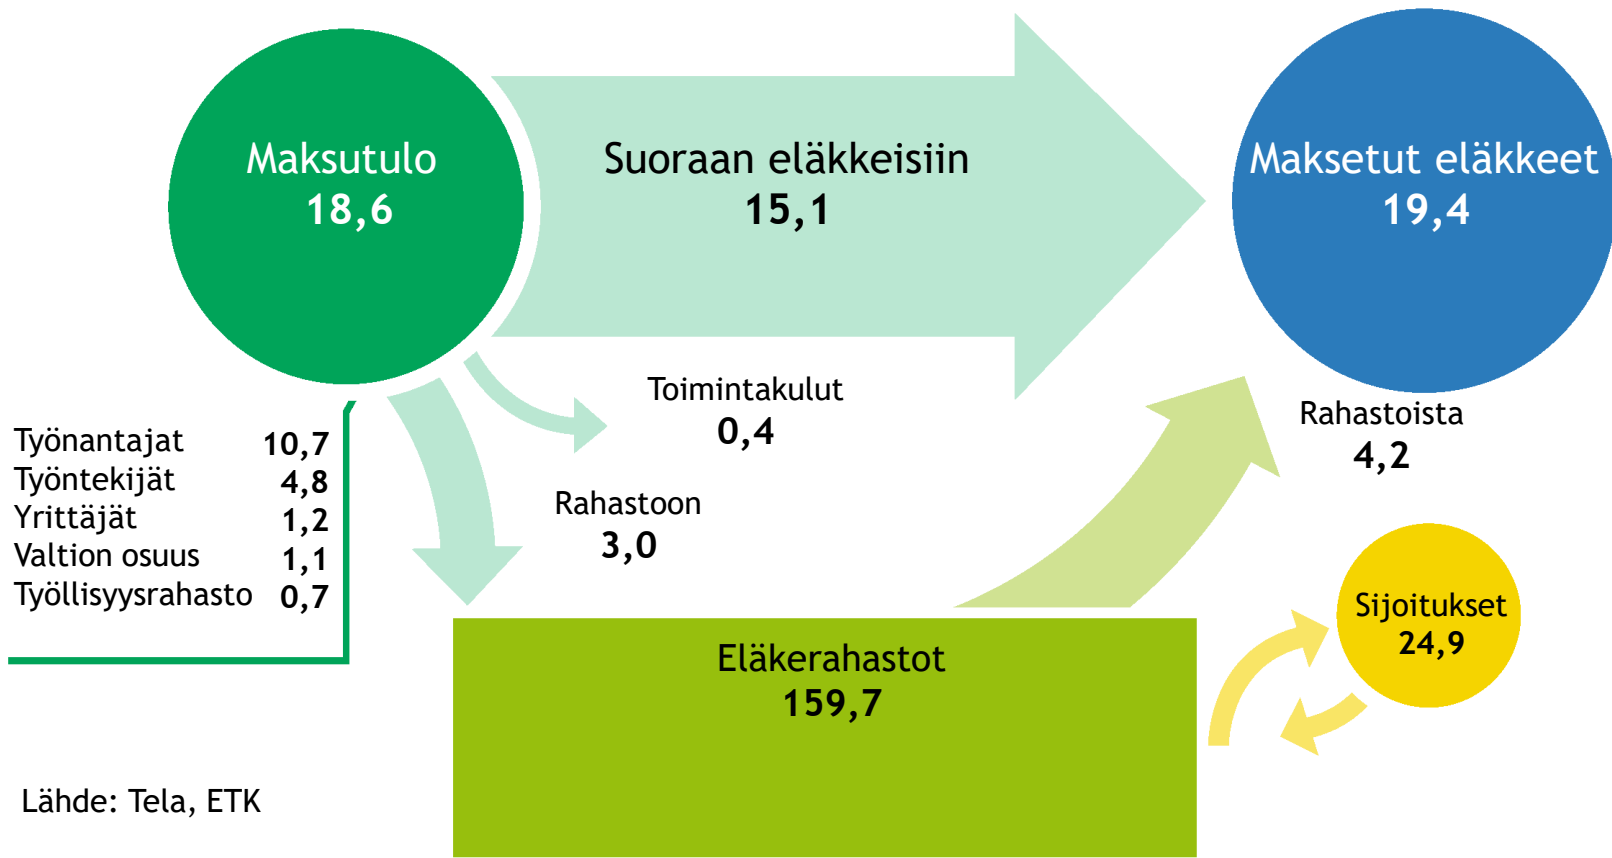 Maksutulo
18,6
Suoraan eläkkeisiin
15,1
Maksetut eläkkeet
19,4
Toimintakulut
0,4
Rahastoista
4,2
Työnantajat 10,7
Työntekijät 4,8
Yrittäjät 1,2
Valtion osuus 1,1
Työllisyysrahasto 0,7
Rahastoon
3,0
Sijoitukset
24,9
Eläkerahastot
159,7
Lähde: Tela, ETK